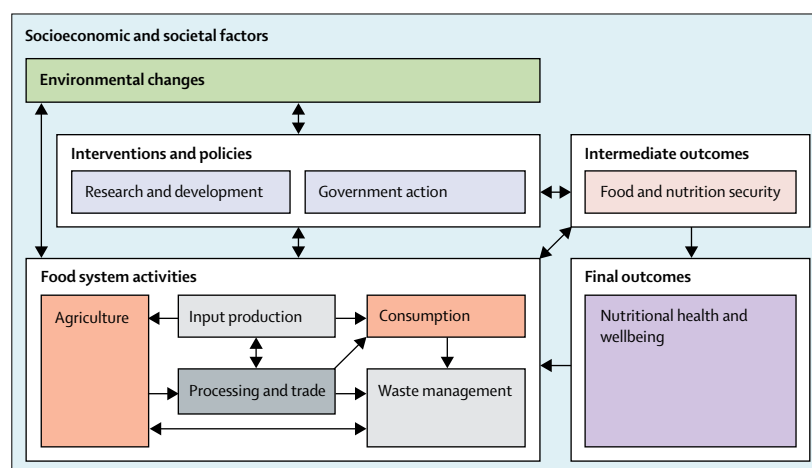 Socioeconomic and societal factors
Environmental changes
Interventions and policies
Research and development
Government action
Intermediate outcomes
Food and nutrition security
Food system activities
Agriculture
Input production
Consumption
Processing and trade
Waste management
Final outcomes
Nutritional health and
wellbeing